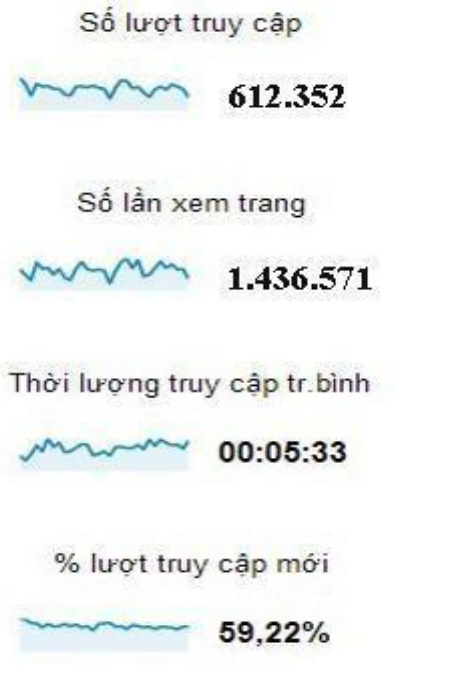 Số lượt truy cập
612.352
Số lần xem trang
1.436.571
Thời lượng truy cập tr.bình
00:05:33
% lượt truy cập mới
59,22%